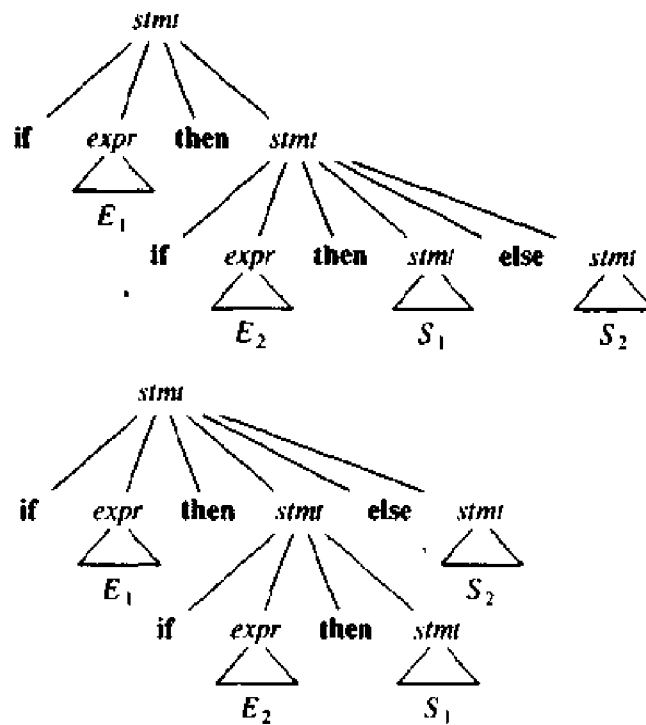 stmt
if expr then stmt
E1
if expr then stmt else stmt
E2 S1 S2
stmt
if expr then stmt else stmt
E1 S2
if expr then stmt
E2 S1